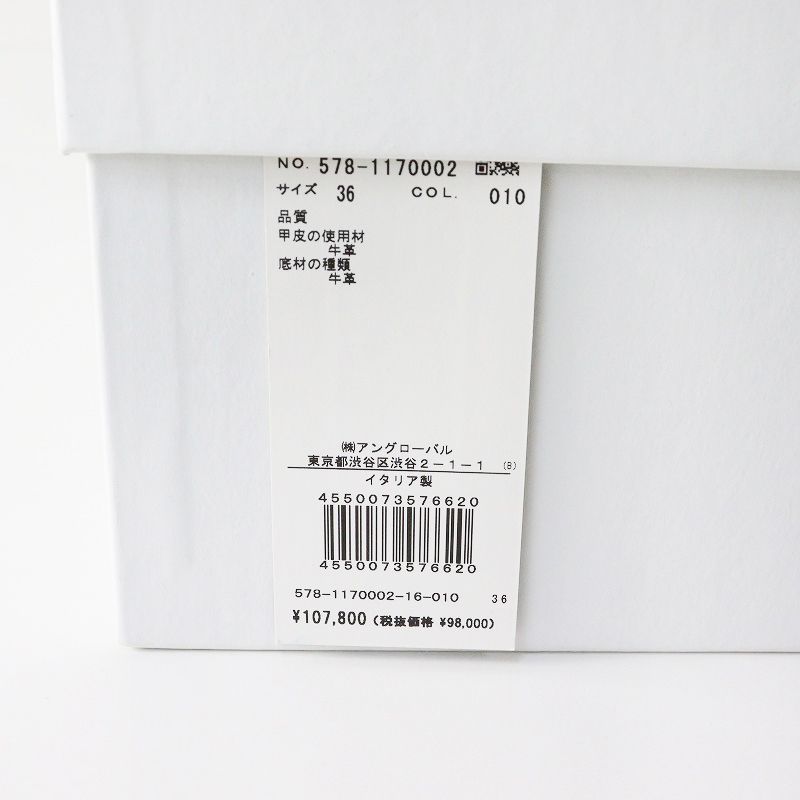 NO. 578-1170002
サイズ 36 COL. 010
品質
甲皮の使用材
牛革
底材の種類
牛革
㈱アングローバル
東京都渋谷区渋谷2-1-1 (B)
イタリア製
4550073576620
4550073576620
578-1170002-16-010 36
¥107,800 (税抜価格 ¥98,000)